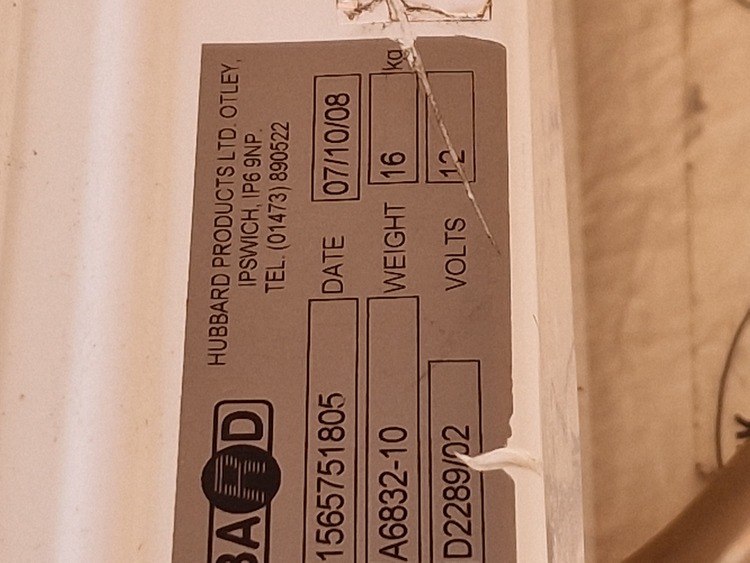 HUBBARD PRODUCTS LTD. OTLEY,
IPSWICH, IP6 9NP.
TEL. (01473) 890522
1565751805 DATE 07/10/08
A6832-10 WEIGHT 16 kg
D2289/02 VOLTS 12